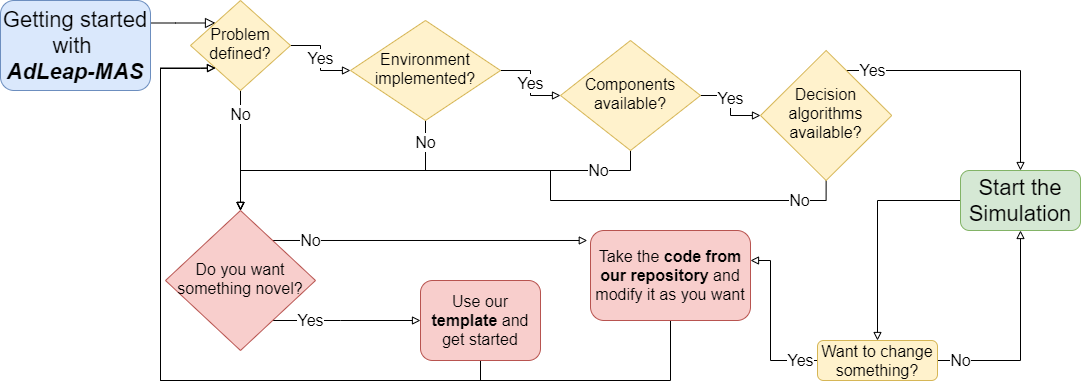 Getting started
with
AdLeap-MAS
Problem
defined?
Yes
No
Environment
implemented?
Yes
No
Components
available?
Yes
No
Decision
algorithms
available?
Yes
No
Start the
Simulation
Do you want
something novel?
No
Yes
Use our
template and
get started
Take the code from
our repository and
modify it as you want
Yes
Want to change
something?
No